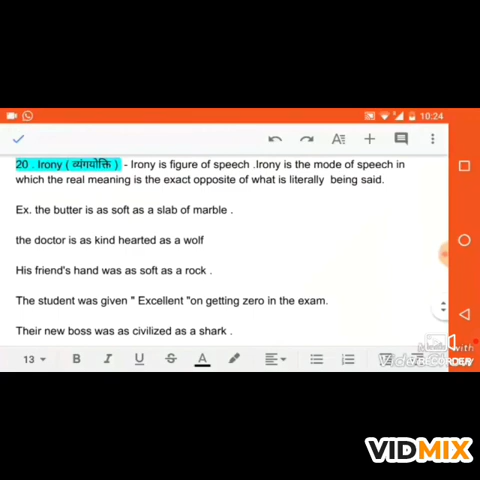 10:24
20 . Irony ( व्यंगयोक्ति ) - Irony is figure of speech .Irony is the mode of speech in
which the real meaning is the exact opposite of what is literally being said.
Ex. the butter is as soft as a slab of marble .
the doctor is as kind hearted as a wolf
His friend's hand was as soft as a rock .
The student was given " Excellent "on getting zero in the exam.
Their new boss was as civilized as a shark .
with
RECORDER
13 B I U S A
VIDMIX